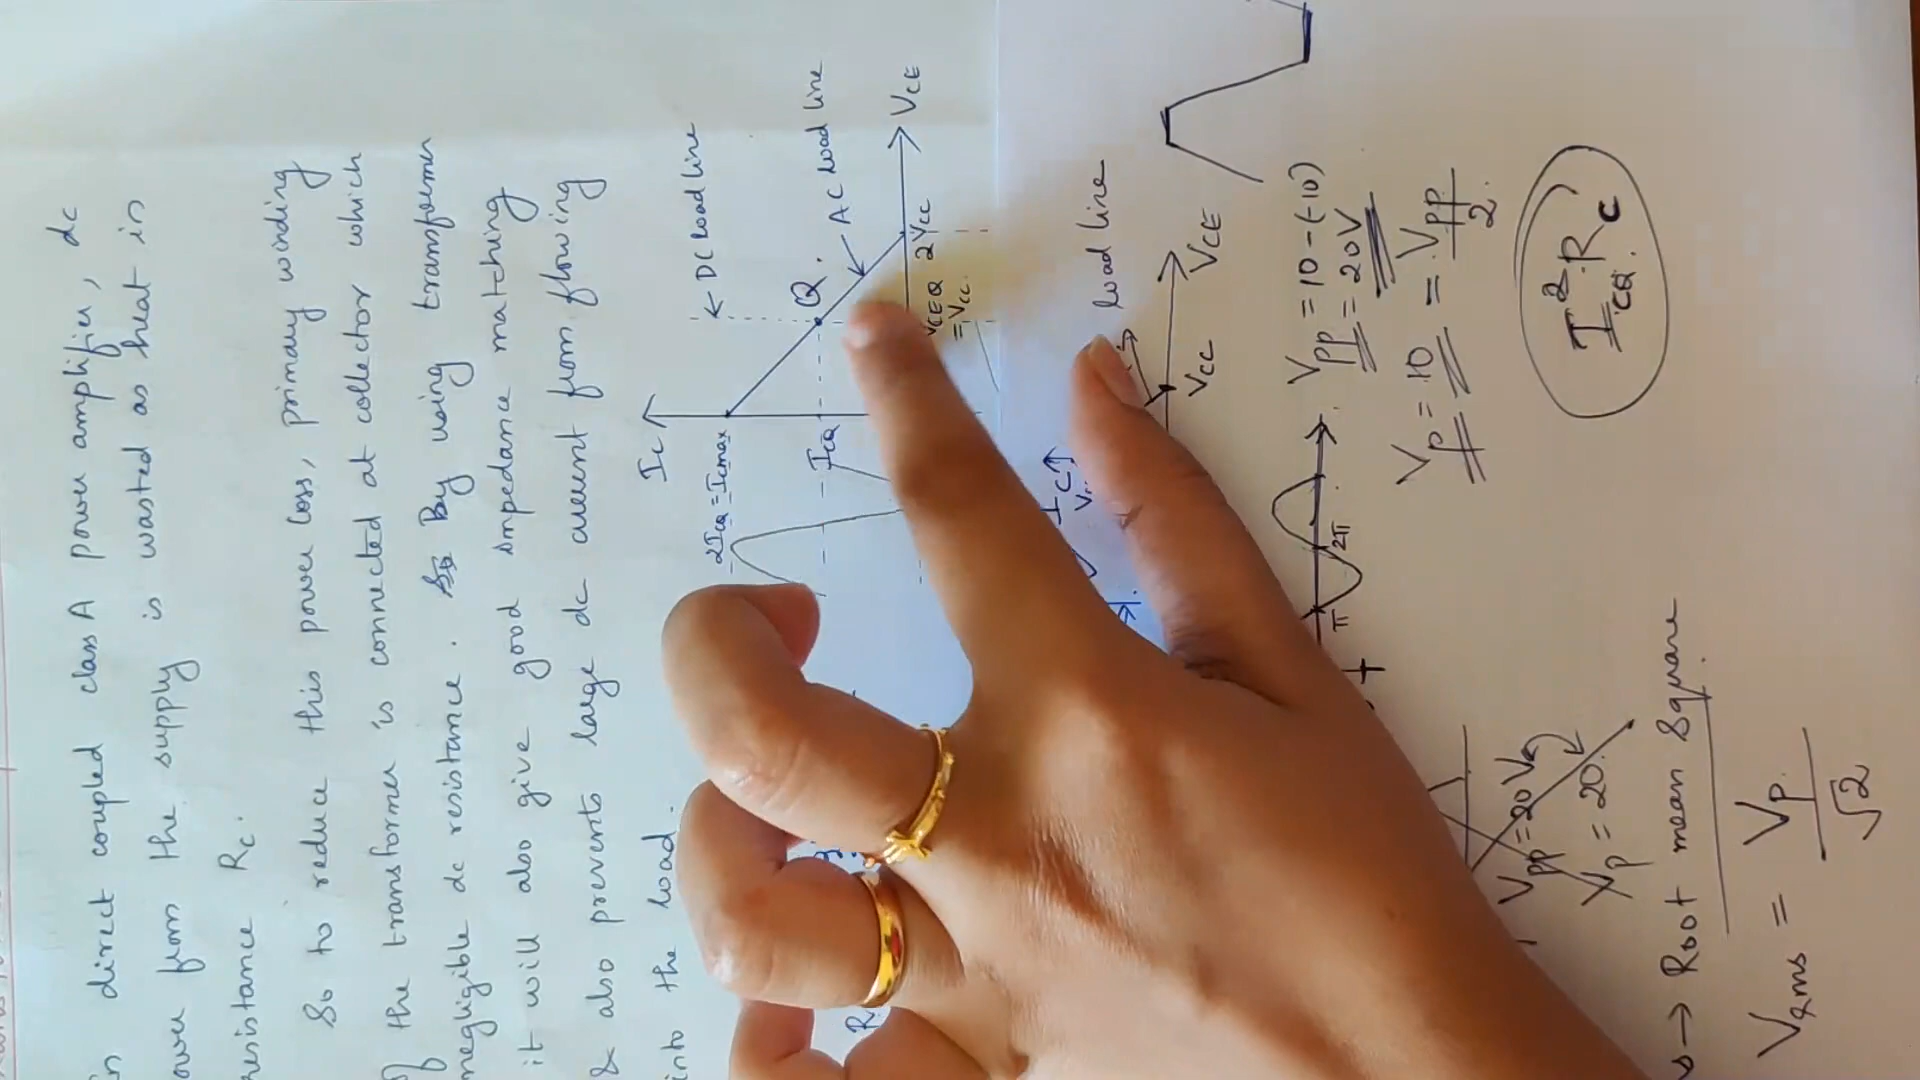 in direct coupled class A power amplifier, dc
from the supply is wasted as heat in
resistance Rc.
So to reduce this power loss, primary winding
of the transformer is connected at collector which
negligible dc resistance. By using transformer
it will also give good impedance matching
& also prevents large dc current from flowing
into the load.
Ic
2ICQ = Icmax
ICQ
Q
← DC load line
AC load line
VCEQ
= VCC
2VCC
VCE
load line
IC↑
VCC
VCE
π
2π
Vpp = 10-(-10)
Vpp = 20V
Vp = 10 = Vpp/2
I²CQ.RC
Vpp = 20V
Vp = 20
→ Root mean square
Vrms = Vp/√2